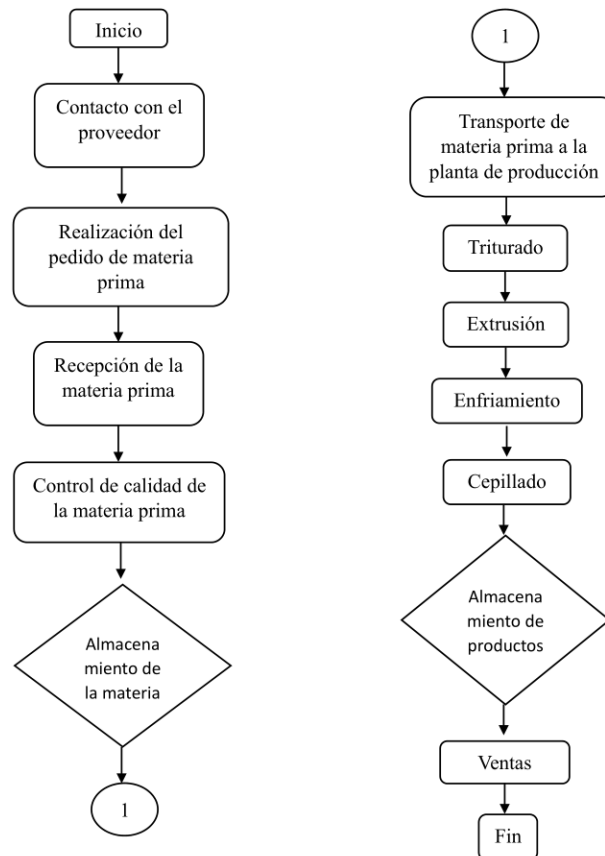 Inicio
Contacto con el
proveedor
Realización del
pedido de materia
prima
Recepción de la
materia prima
Control de calidad de
la materia prima
Almacena
miento de
la materia
1
1
Transporte de
materia prima a la
planta de producción
Triturado
Extrusión
Enfriamiento
Cepillado
Almacena
miento de
productos
Ventas
Fin